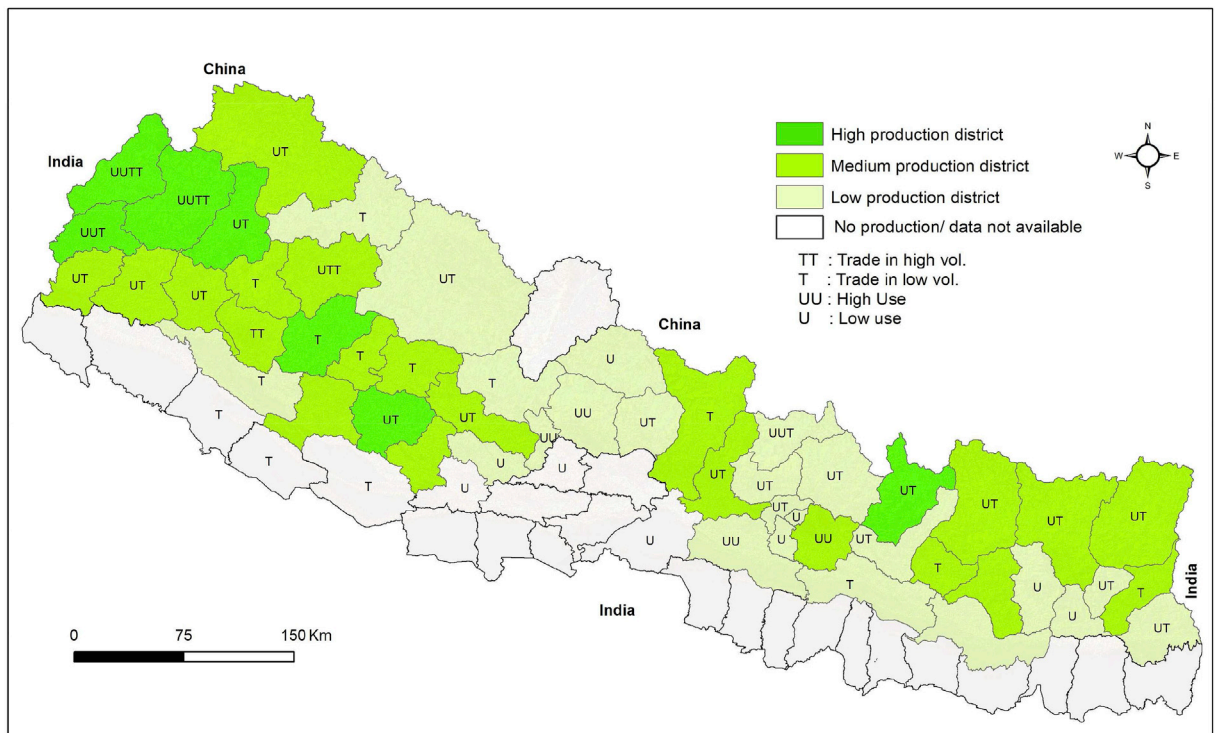 China
India
UT
UUTT
UUTT
UUT
UT
T
UT
UT
UT
T
UTT
UT
TT
T
T
T
T
T
UT
UT
T
T
T
UU
U
U
U
UU
U
UT
China
T
UT
UUT
UT
UT
UT
U
U
UU
UU
U
UT
T
UT
UT
UT
UT
T
U
U
UT
T
UT
India
India
High production district
Medium production district
Low production district
No production/ data not available
TT : Trade in high vol.
T : Trade in low vol.
UU : High Use
U : Low use
N
W
E
S
0 75 150 Km